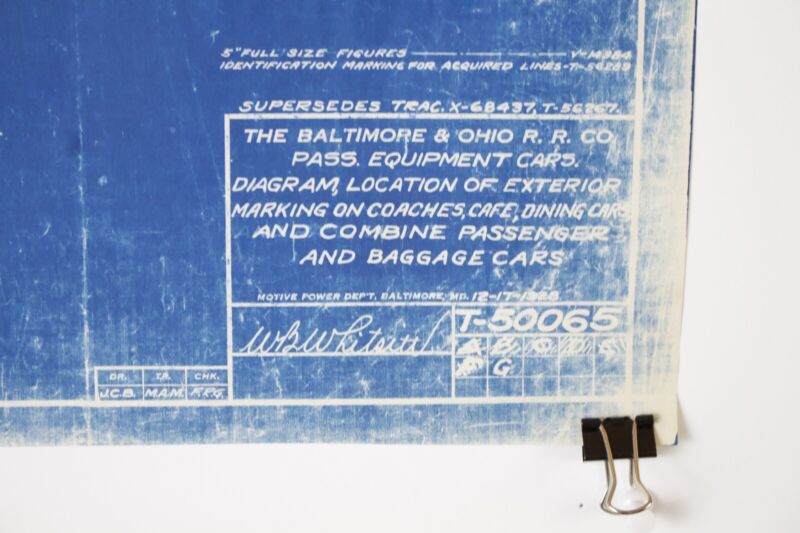 5" FULL SIZE FIGURES
IDENTIFICATION MARKING FOR ACQUIRED LINES-T-56289
SUPERSEDES TRAC. X-68437, T-56267.
THE BALTIMORE & OHIO R. R. CO.
PASS. EQUIPMENT CARS.
DIAGRAM, LOCATION OF EXTERIOR
MARKING ON COACHES, CAFE, DINING CARS,
AND COMBINE PASSENGER
AND BAGGAGE CARS
MOTIVE POWER DEP'T, BALTIMORE, MD. 12-17-1928
T-50065
A B C D E
F G
DR. TR. CHK.
J.C.B. M.A.M. F.R.G.